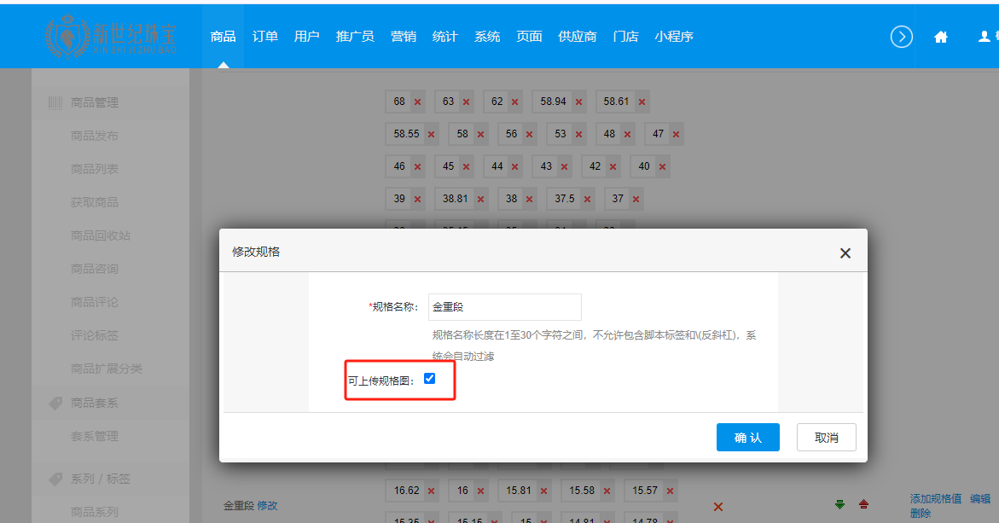 新世纪珠宝
XINSHIJIZHUBAO
商品 订单 用户 推广员 营销 统计 系统 页面 供应商 门店 小程序
商品管理
商品发布
商品列表
获取商品
商品回收站
商品咨询
商品评论
评论标签
商品扩展分类
商品套系
套系管理
系列 / 标签
商品系列
68 63 62 58.94 58.61
58.55 58 56 53 48 47
46 45 44 43 42 40
39 38.81 38 37.5 37
修改规格
*规格名称: 金重段
规格名称长度在1至30个字符之间，不允许包含脚本标签和\(反斜杠)，系
统会自动过滤
可上传规格图:
确 认 取消
16.62 16 15.81 15.58 15.57
金重段 修改
添加规格值 编辑
删除
15.35 15.15 15 14.81 14.78